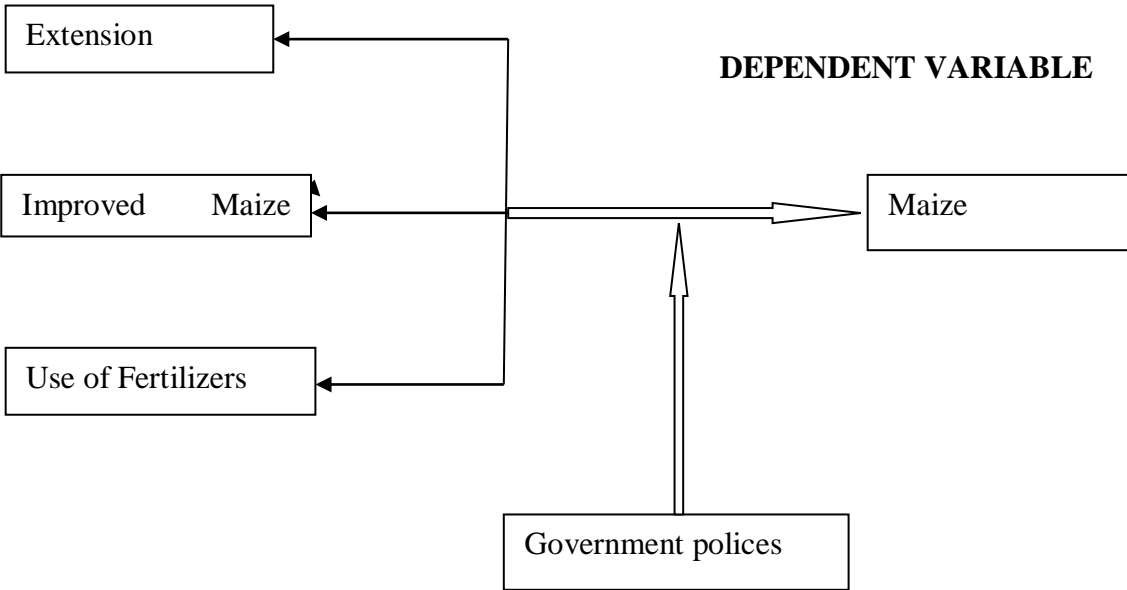 Extension
DEPENDENT VARIABLE
Improved Maize
Maize
Use of Fertilizers
Government polices